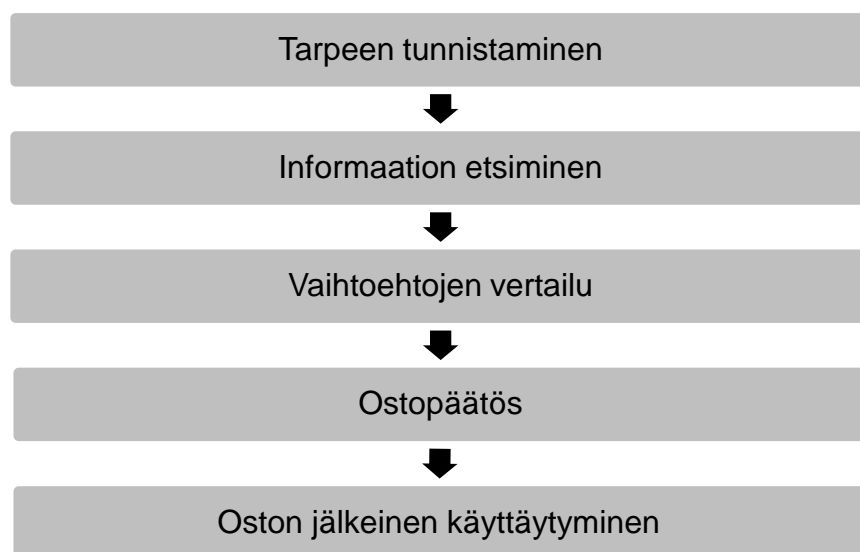 Tarpeen tunnistaminen
Informaation etsiminen
Vaihtoehtojen vertailu
Ostopäätös
Oston jälkeinen käyttäytyminen